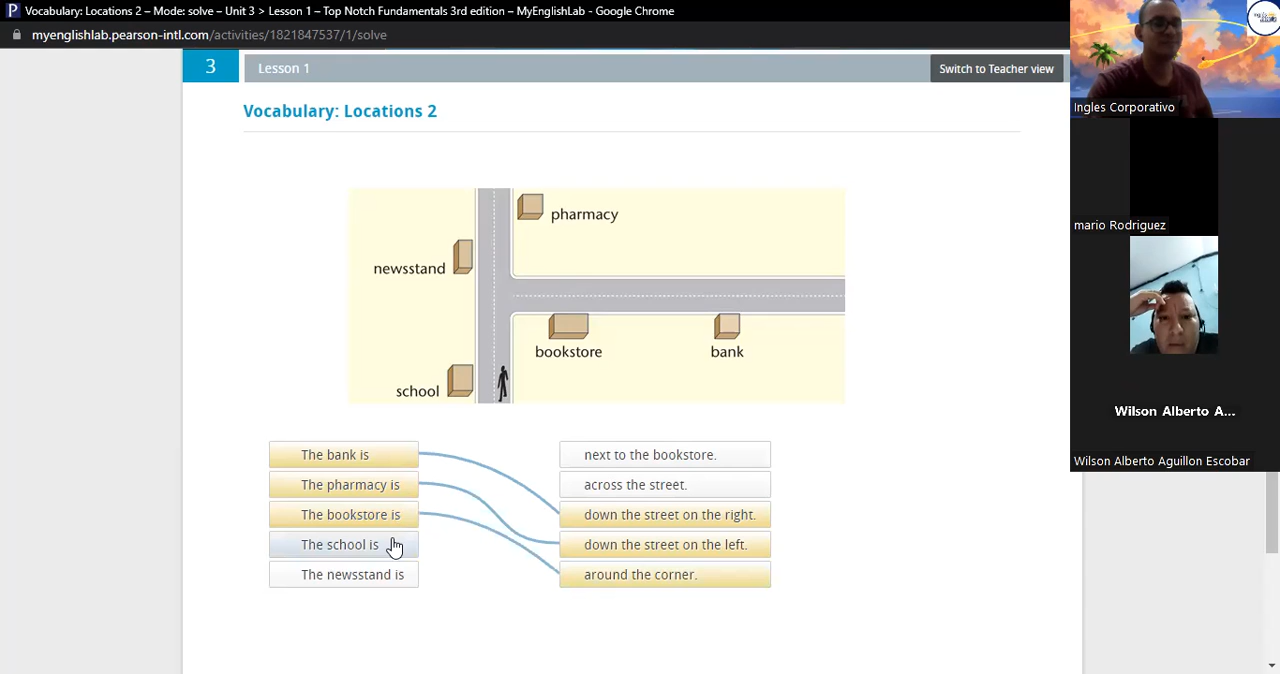 Vocabulary: Locations 2 – Mode: solve – Unit 3 > Lesson 1 – Top Notch Fundamentals 3rd edition – MyEnglishLab - Google Chrome
myenglishlab.pearson-intl.com/activities/1821847537/1/solve
3 Lesson 1 Switch to Teacher view
Vocabulary: Locations 2
pharmacy
newsstand
bookstore bank
school
The bank is next to the bookstore.
The pharmacy is across the street.
The bookstore is down the street on the right.
The school is down the street on the left.
The newsstand is around the corner.
Ingles Corporativo
mario Rodriguez
Wilson Alberto A...
Wilson Alberto Aguillon Escobar